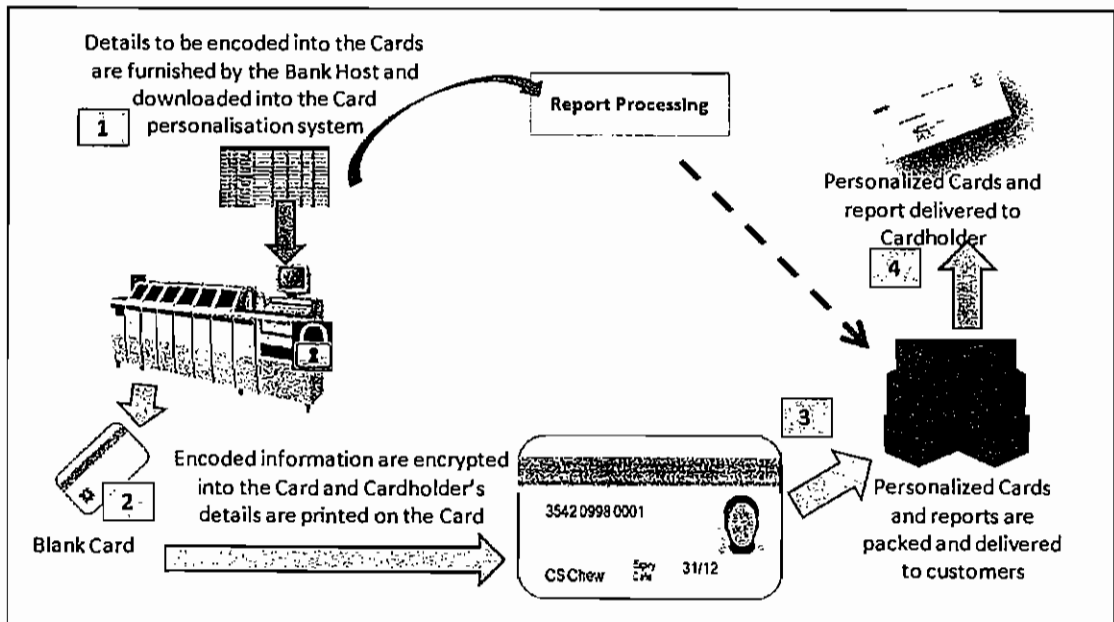 Details to be encoded into the Cards
are furnished by the Bank Host and
downloaded into the Card
personalisation system
1
Report Processing
Personalized Cards and
report delivered to
Cardholder
4
2
Blank Card
Encoded information are encrypted
into the Card and Cardholder's
details are printed on the Card
3542 0998 0001
CS Chew
31/12
3
Personalized Cards
and reports are
packed and delivered
to customers